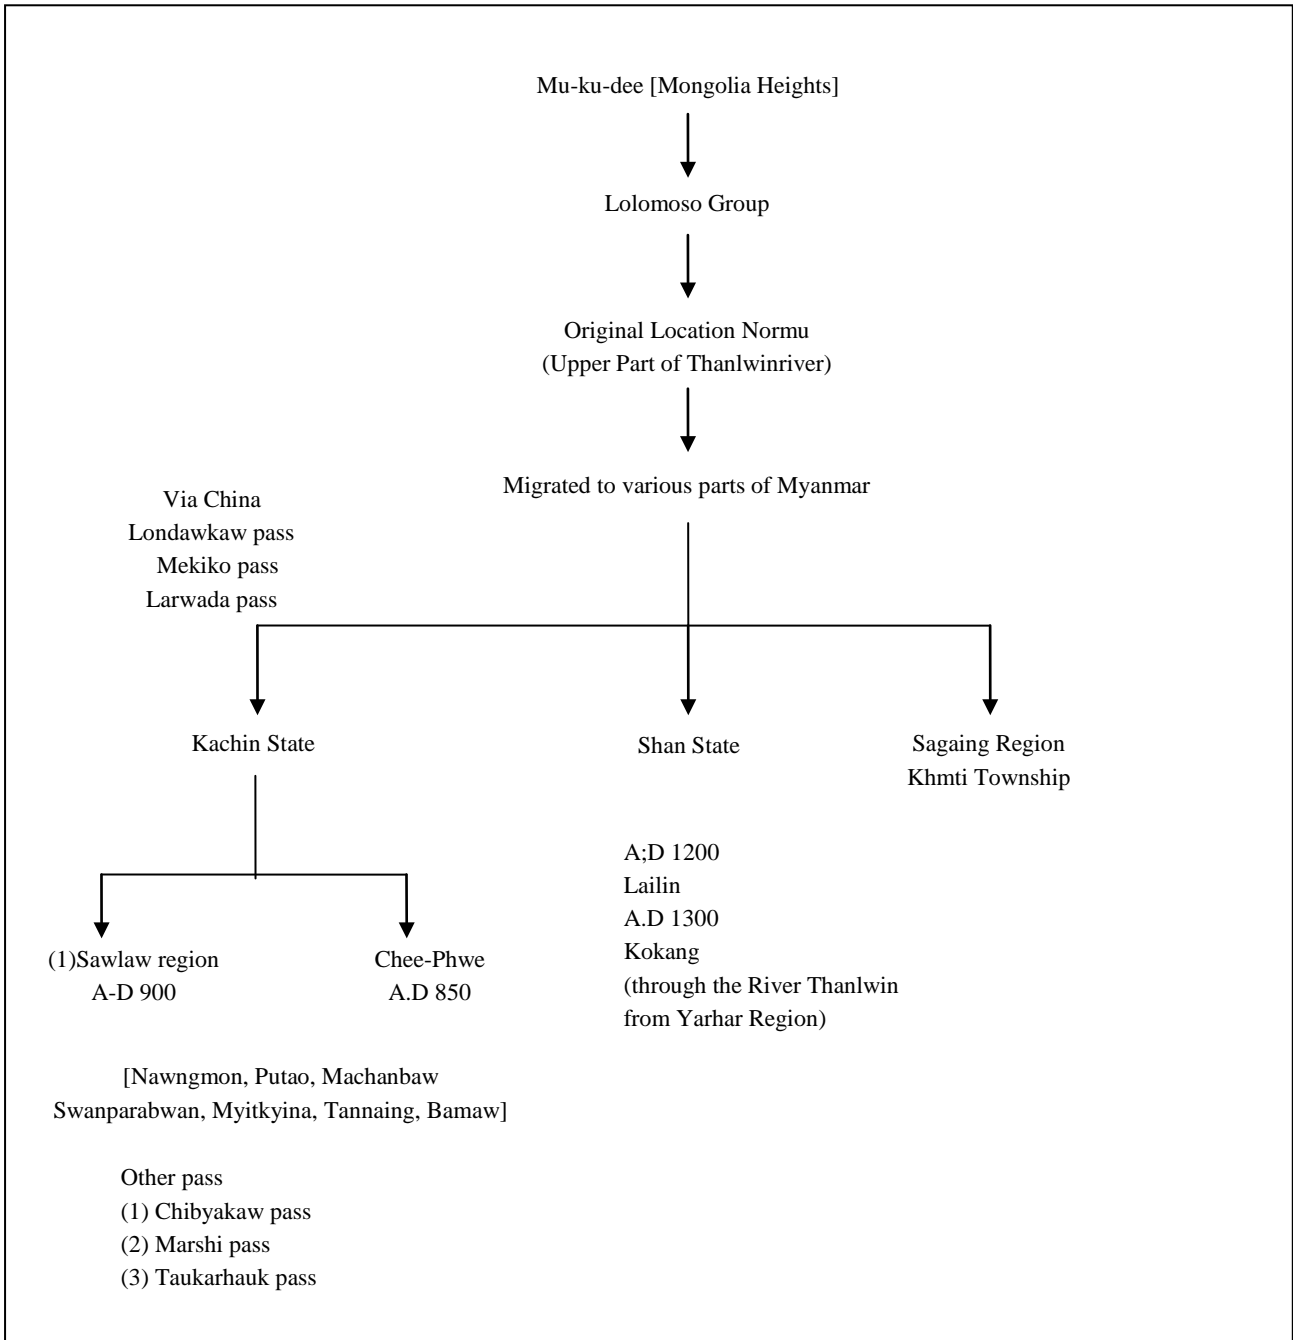 Mu-ku-dee [Mongolia Heights]
Lolomoso Group
Original Location Normu
(Upper Part of Thanlwinriver)
Migrated to various parts of Myanmar
Via China
Londawkaw pass
Mekiko pass
Larwada pass
Kachin State
Shan State
Sagaing Region
Khmti Township
A;D 1200
Lailin
A.D 1300
Kokang
(through the River Thanlwin
from Yarhar Region)
(1)Sawlaw region
A-D 900
Chee-Phwe
A.D 850
[Nawngmon, Putao, Machanbaw
Swanparabwan, Myitkyina, Tannaing, Bamaw]
Other pass
(1) Chibyakaw pass
(2) Marshi pass
(3) Taukarhauk pass